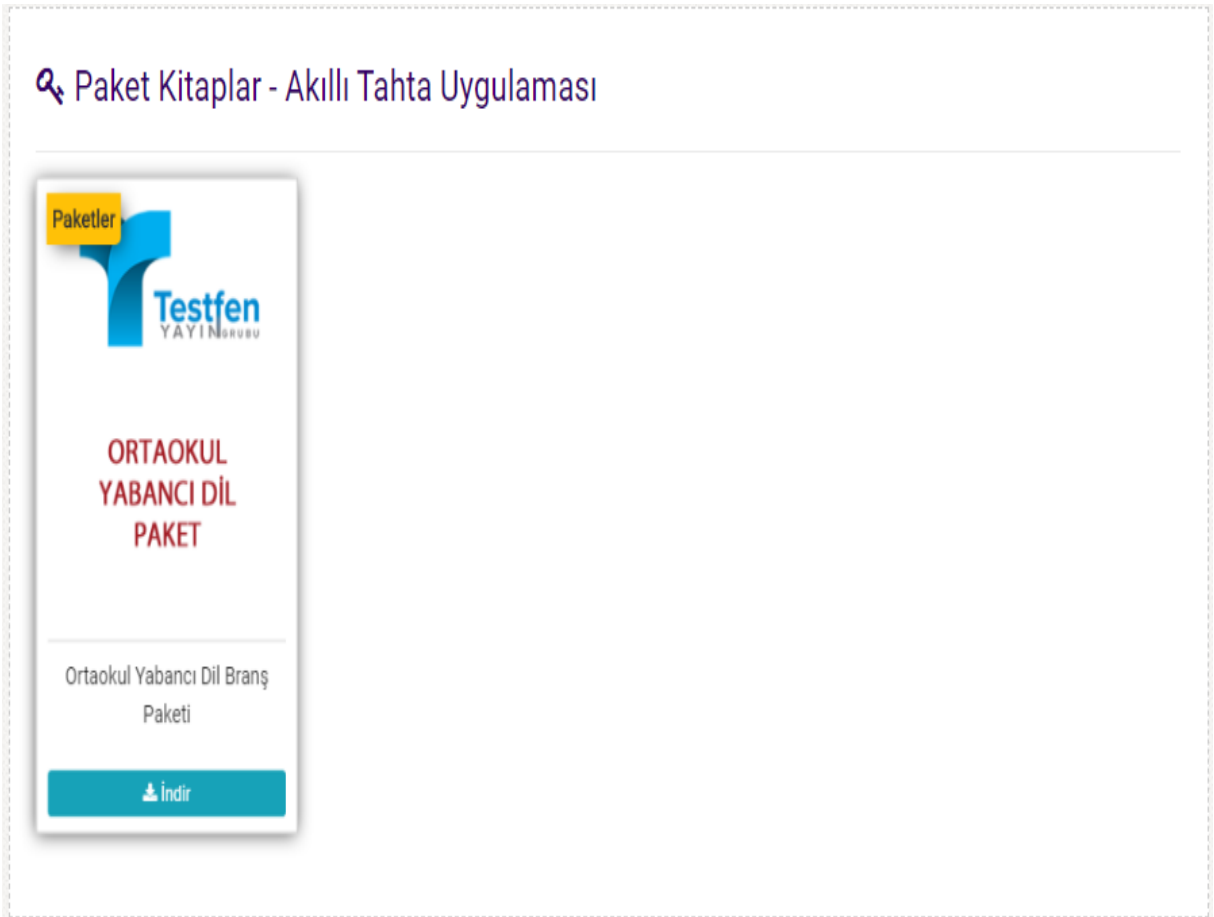 Paket Kitaplar - Akıllı Tahta Uygulaması
Paketler
Testfen
YAYIN GRUBU
ORTAOKUL
YABANCI DİL
PAKET
Ortaokul Yabancı Dil Branş
Paketi
İndir